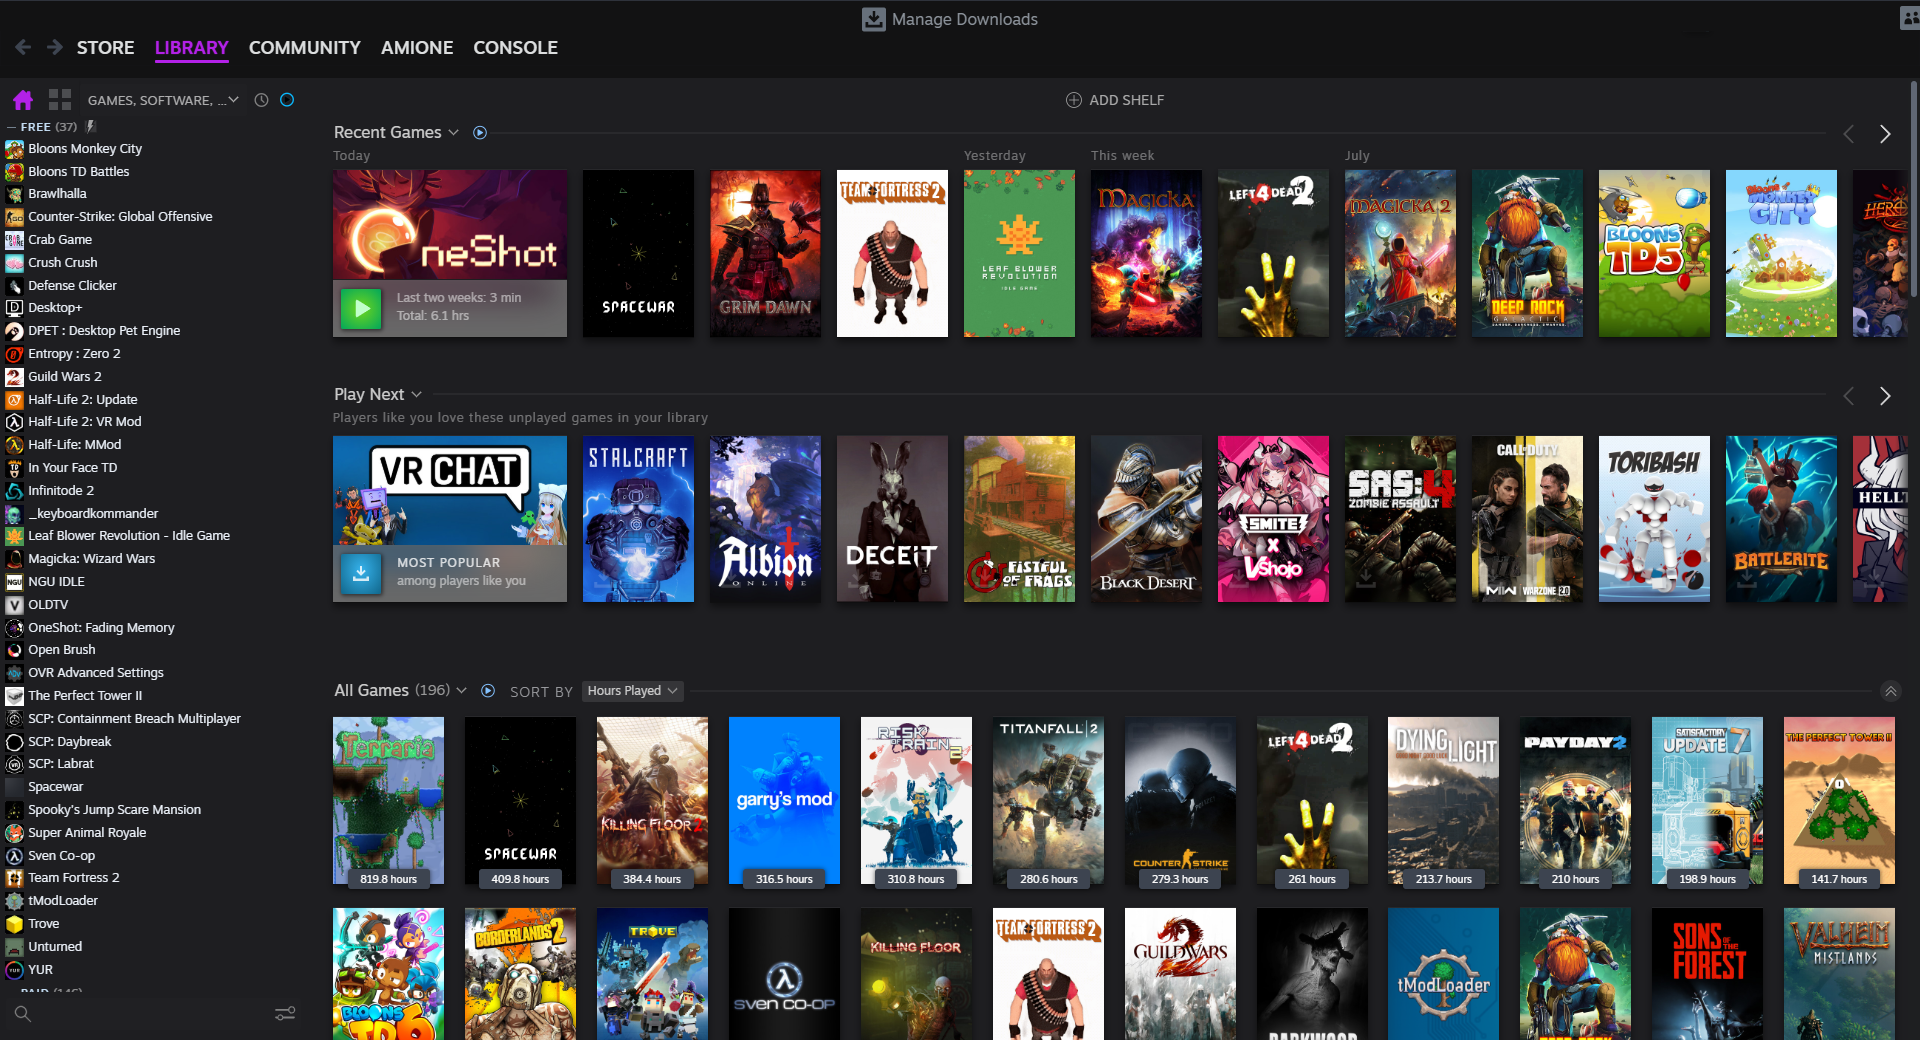 Manage Downloads
STORE LIBRARY COMMUNITY AMIONE CONSOLE
GAMES, SOFTWARE, ...
ADD SHELF
FREE (37)
Bloons Monkey City
Bloons TD Battles
Brawlhalla
Counter-Strike: Global Offensive
Crab Game
Crush Crush
Defense Clicker
Desktop+
DPET : Desktop Pet Engine
Entropy : Zero 2
Guild Wars 2
Half-Life 2: Update
Half-Life 2: VR Mod
Half-Life: MMod
In Your Face TD
Infinitode 2
_keyboardkommander
Leaf Blower Revolution - Idle Game
Magicka: Wizard Wars
NGU IDLE
OLDTV
OneShot: Fading Memory
Open Brush
OVR Advanced Settings
The Perfect Tower II
SCP: Containment Breach Multiplayer
SCP: Daybreak
SCP: Labrat
Spacewar
Spooky's Jump Scare Mansion
Super Animal Royale
Sven Co-op
Team Fortress 2
tModLoader
Trove
Unturned
YUR
PAID (146)
Recent Games
Today
Yesterday
This week
July
OneShot
Last two weeks: 3 min
Total: 6.1 hrs
SPACEWAR
GRIM DAWN
TEAM FORTRESS 2
LEAF BLOWER
REVOLUTION
IDLE GAME
MAGICKA
LEFT 4 DEAD 2
MAGICKA 2
DEEP ROCK
GALACTIC
BLOONS
TD5
BLOONS
MONKEY
CITY
HERO
Play Next
Players like you love these unplayed games in your library
VRCHAT
MOST POPULAR
among players like you
STALCRAFT
Albion
ONLINE
DECEIT
FISTFUL
OF FRAGS
BLACK DESERT
SMITE
X
VShojo
SAS:4
ZOMBIE ASSAULT
CALL OF DUTY
MWII WARZONE 2.0
TORIBASH
BATTLERITE
HELLT
All Games (196)
SORT BY Hours Played
Terraria
819.8 hours
SPACEWAR
409.8 hours
KILLING FLOOR 2
384.4 hours
garry's mod
316.5 hours
RISK OF RAIN 2
310.8 hours
TITANFALL 2
280.6 hours
COUNTER STRIKE
279.3 hours
LEFT 4 DEAD 2
261 hours
DYING LIGHT
213.7 hours
PAYDAY 2
210 hours
SATISFACTORY
UPDATE 7
198.9 hours
THE PERFECT TOWER II
141.7 hours
BLOONS
TD 6
BORDERLANDS 2
TROVE
SVEN CO-OP
KILLING FLOOR
TEAM FORTRESS 2
GUILD WARS 2
DARKWOOD
tModLoader
DEEP ROCK
SONS OF THE
FOREST
VALHEIM
MISTLANDS